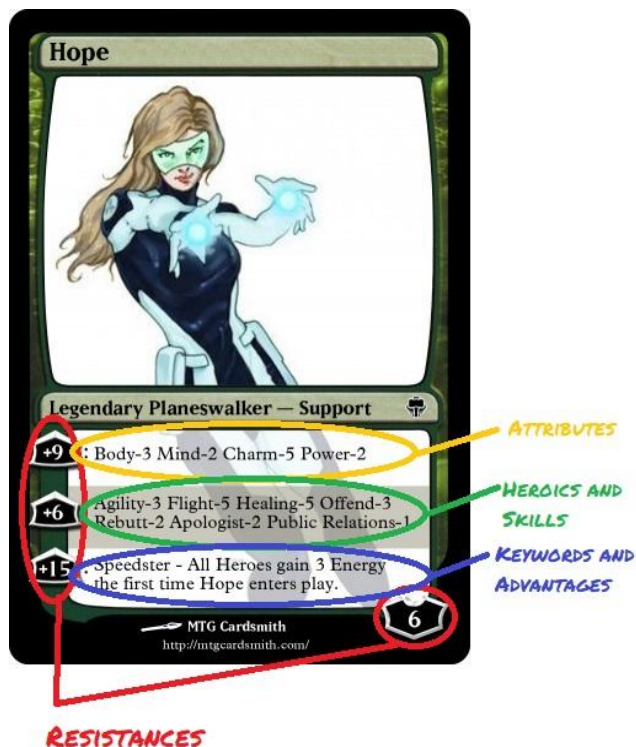 Hope
Legendary Planeswalker — Support
+9 : Body-3 Mind-2 Charm-5 Power-2
ATTRIBUTES
+6 Agility-3 Flight-5 Healing-5 Offend-3
Rebutt-2 Apologist-2 Public Relations-1
HEROICS AND
SKILLS
+15 : Speedster - All Heroes gain 3 Energy
the first time Hope enters play.
KEYWORDS AND
ADVANTAGES
6
MTG Cardsmith
http://mtgcardsmith.com/
RESISTANCES